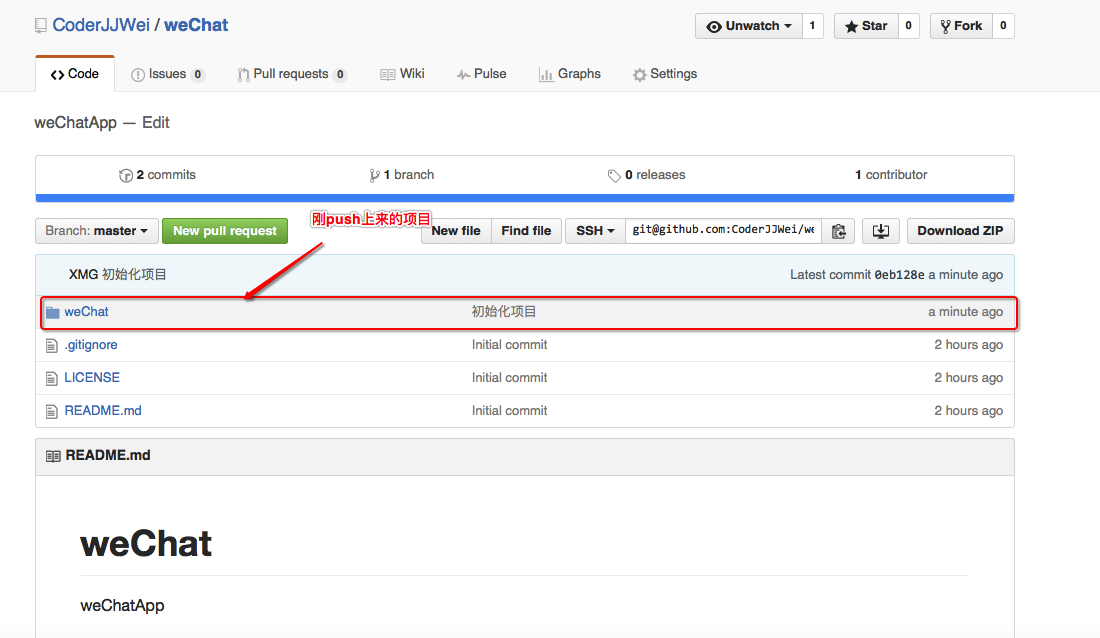 CoderJJWei / weChat
Unwatch 1 Star 0 Fork 0
Code Issues 0 Pull requests 0 Wiki Pulse Graphs Settings
weChatApp — Edit
2 commits 1 branch 0 releases 1 contributor
刚push上来的项目
Branch: master New pull request New file Find file SSH git@github.com:CoderJJWei/we Download ZIP
XMG 初始化项目 Latest commit 0eb128e a minute ago
weChat 初始化项目 a minute ago
.gitignore Initial commit 2 hours ago
LICENSE Initial commit 2 hours ago
README.md Initial commit 2 hours ago
README.md
weChat
weChatApp